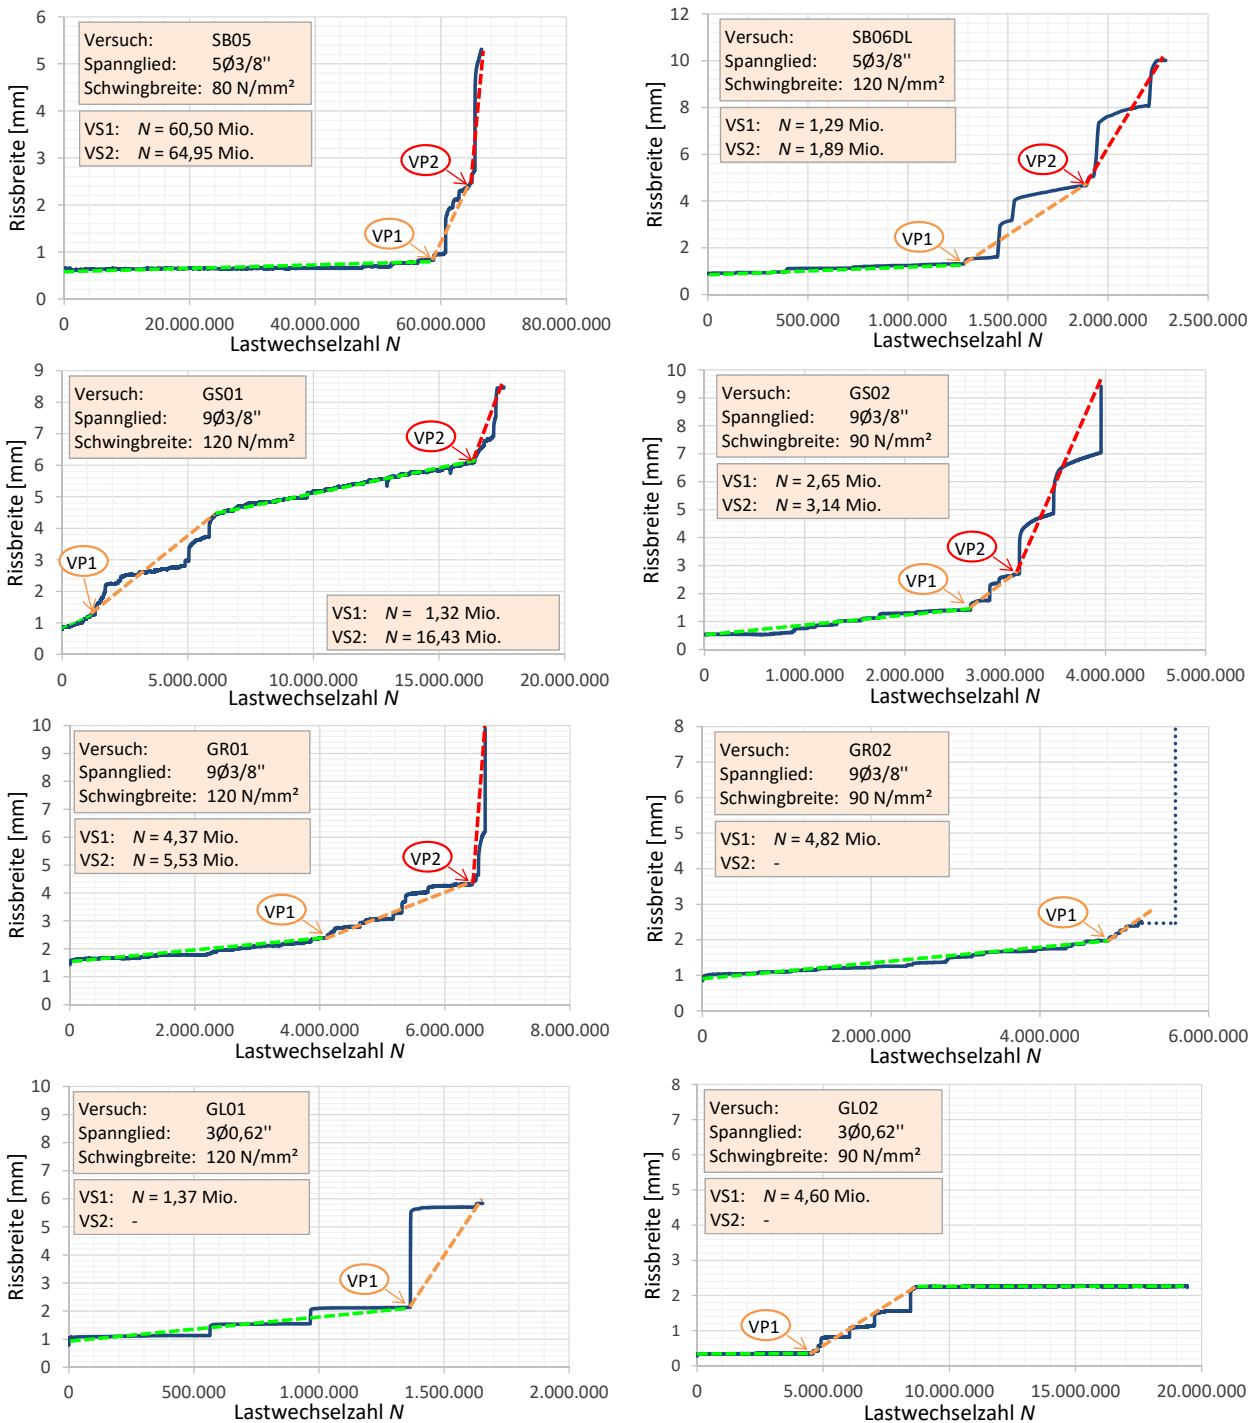 Rissbreite [mm]
6
5
4
3
2
1
0
Versuch: SB05
Spannglied: 5Ø3/8''
Schwingbreite: 80 N/mm²
VS1: N = 60,50 Mio.
VS2: N = 64,95 Mio.
VP2
VP1
0 20.000.000 40.000.000 60.000.000 80.000.000
Lastwechselzahl N
Rissbreite [mm]
12
10
8
6
4
2
0
Versuch: SB06DL
Spannglied: 5Ø3/8''
Schwingbreite: 120 N/mm²
VS1: N = 1,29 Mio.
VS2: N = 1,89 Mio.
VP2
VP1
0 500.000 1.000.000 1.500.000 2.000.000 2.500.000
Lastwechselzahl N
Rissbreite [mm]
9
8
7
6
5
4
3
2
1
0
Versuch: GS01
Spannglied: 9Ø3/8''
Schwingbreite: 120 N/mm²
VP2
VP1
VS1: N = 1,32 Mio.
VS2: N = 16,43 Mio.
0 5.000.000 10.000.000 15.000.000 20.000.000
Lastwechselzahl N
Rissbreite [mm]
10
9
8
7
6
5
4
3
2
1
0
Versuch: GS02
Spannglied: 9Ø3/8''
Schwingbreite: 90 N/mm²
VS1: N = 2,65 Mio.
VS2: N = 3,14 Mio.
VP2
VP1
0 1.000.000 2.000.000 3.000.000 4.000.000 5.000.000
Lastwechselzahl N
Rissbreite [mm]
10
9
8
7
6
5
4
3
2
1
0
Versuch: GR01
Spannglied: 9Ø3/8''
Schwingbreite: 120 N/mm²
VS1: N = 4,37 Mio.
VS2: N = 5,53 Mio.
VP2
VP1
0 2.000.000 4.000.000 6.000.000 8.000.000
Lastwechselzahl N
Rissbreite [mm]
8
7
6
5
4
3
2
1
0
Versuch: GR02
Spannglied: 9Ø3/8''
Schwingbreite: 90 N/mm²
VS1: N = 4,82 Mio.
VS2: -
VP1
0 2.000.000 4.000.000 6.000.000
Lastwechselzahl N
Rissbreite [mm]
10
9
8
7
6
5
4
3
2
1
0
Versuch: GL01
Spannglied: 3Ø0,62''
Schwingbreite: 120 N/mm²
VS1: N = 1,37 Mio.
VS2: -
VP1
0 500.000 1.000.000 1.500.000 2.000.000
Lastwechselzahl N
Rissbreite [mm]
8
7
6
5
4
3
2
1
0
Versuch: GL02
Spannglied: 3Ø0,62''
Schwingbreite: 90 N/mm²
VS1: N = 4,60 Mio.
VS2: -
VP1
0 5.000.000 10.000.000 15.000.000 20.000.000
Lastwechselzahl N